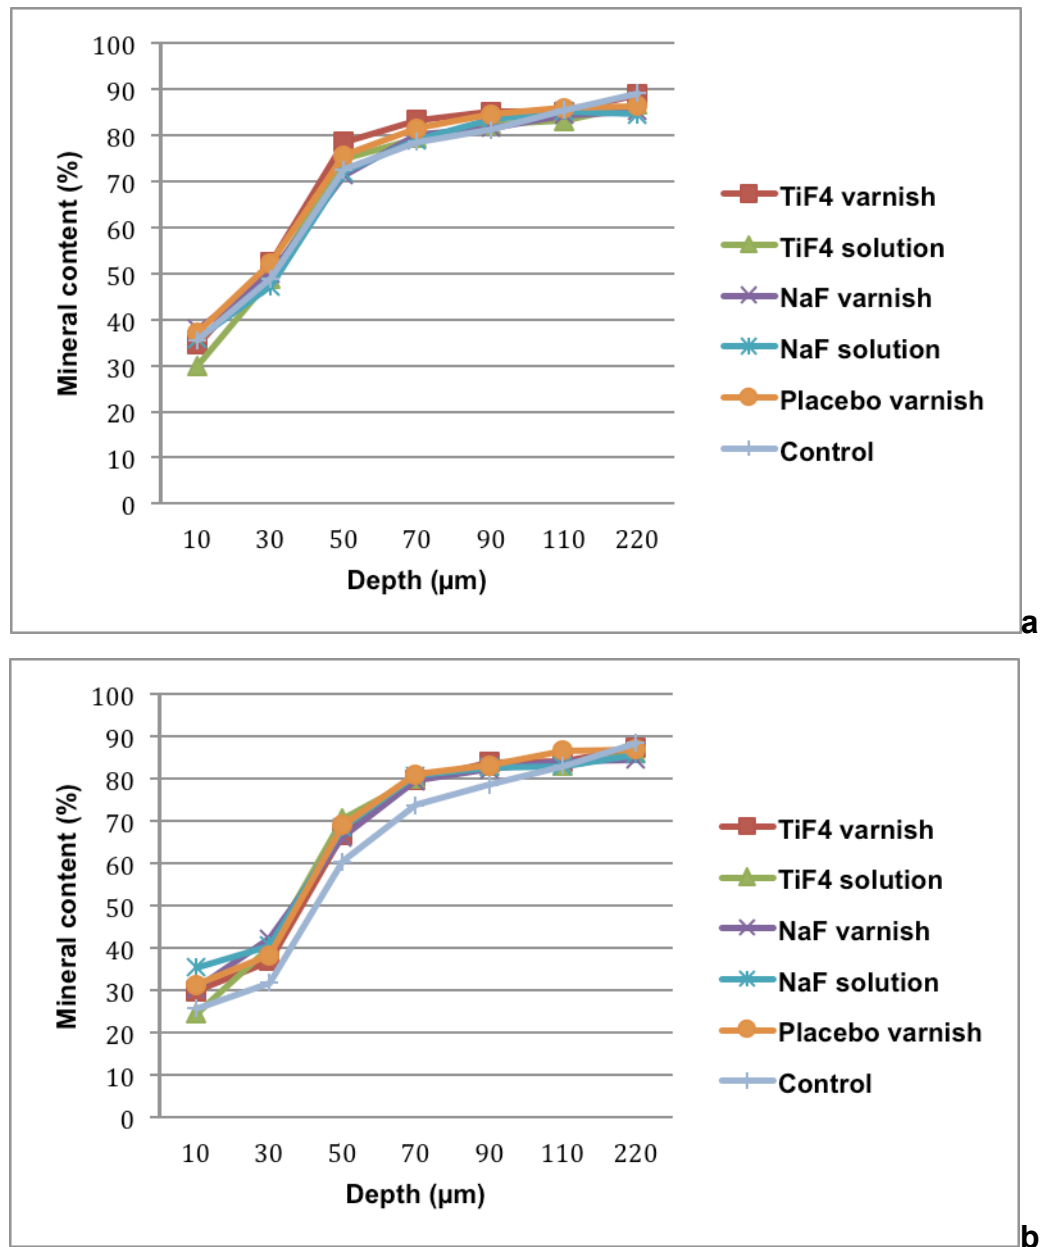 100
90
80
70
60
50
40
30
20
10
0
Mineral content (%)
10 30 50 70 90 110 220
Depth (µm)
TiF4 varnish
TiF4 solution
NaF varnish
NaF solution
Placebo varnish
Control
a
100
90
80
70
60
50
40
30
20
10
0
Mineral content (%)
10 30 50 70 90 110 220
Depth (µm)
TiF4 varnish
TiF4 solution
NaF varnish
NaF solution
Placebo varnish
Control
b